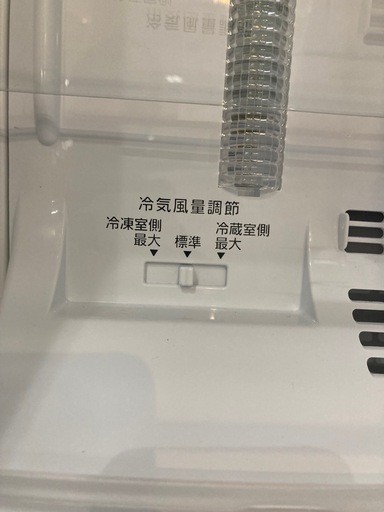 冷気風量調節
冷凍室側 冷蔵室側
最大 標準 最大